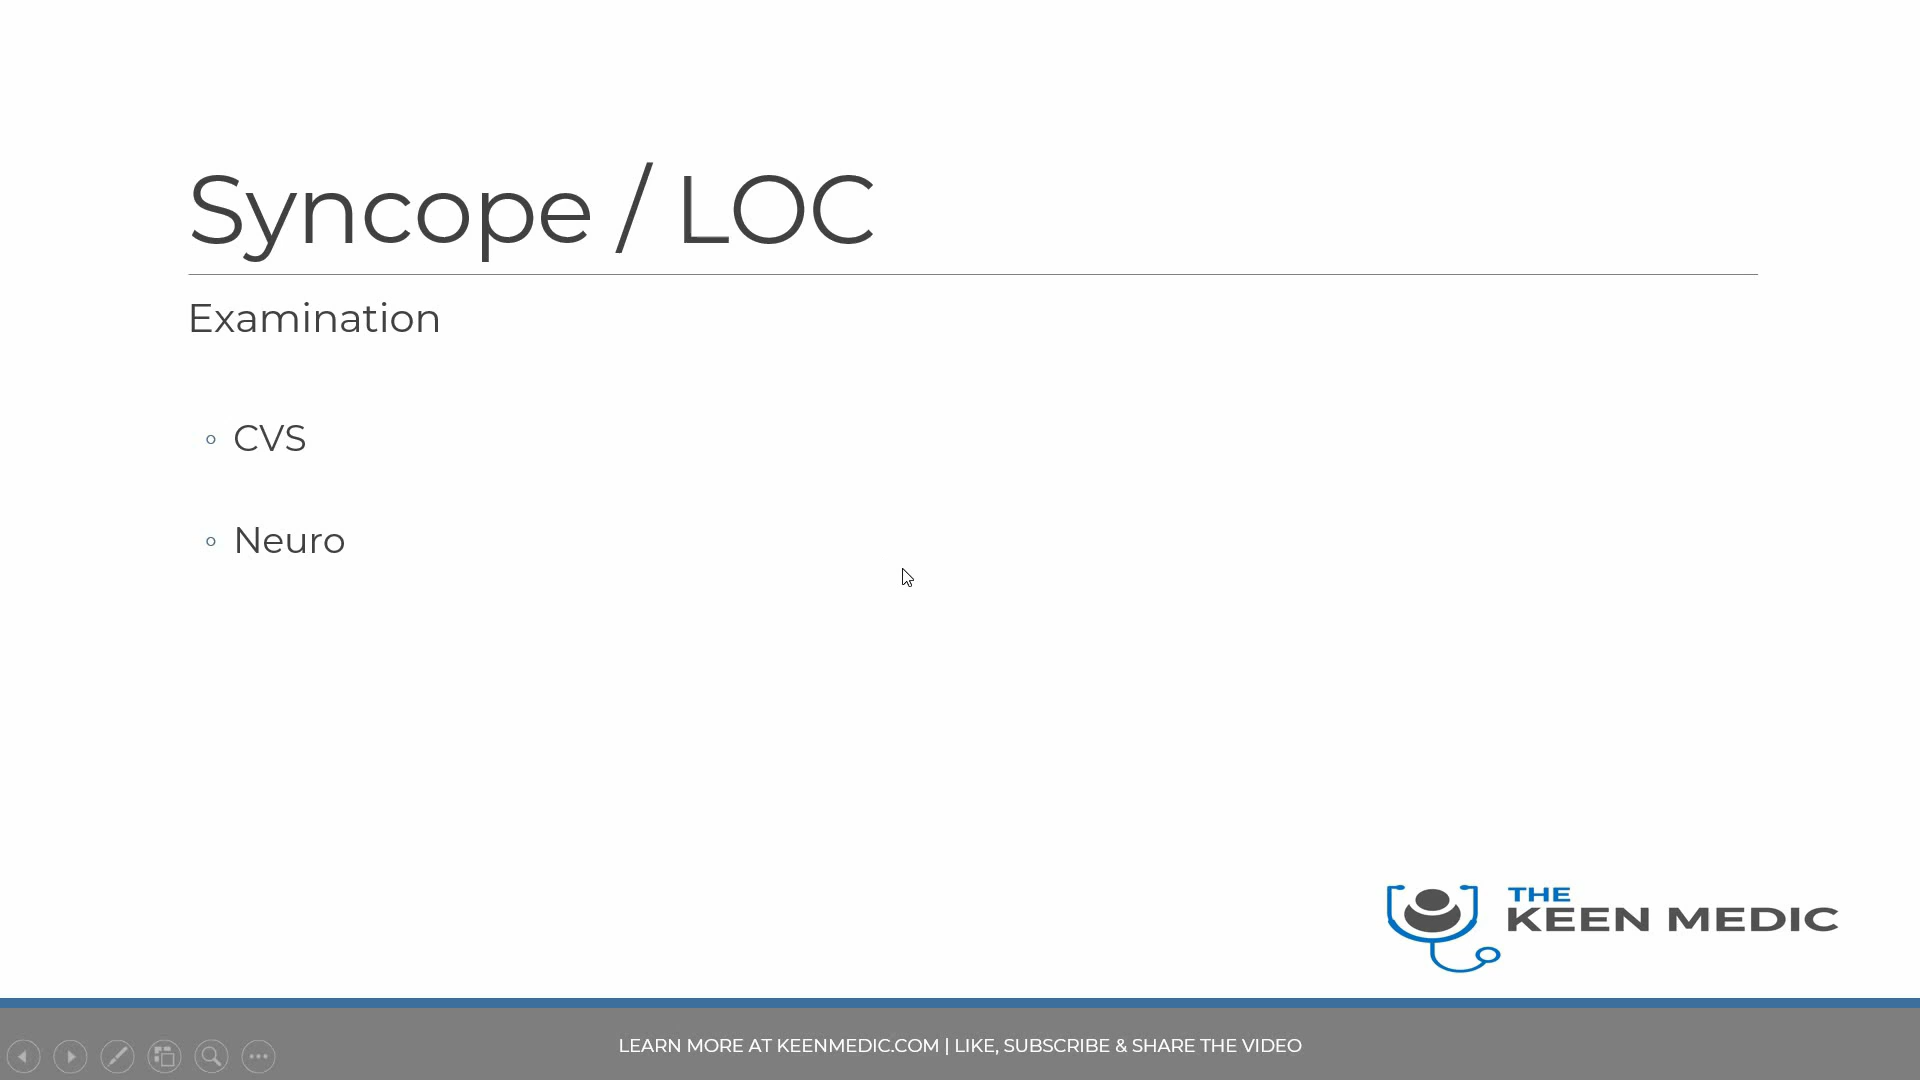 Syncope / LOC
Examination
CVS
Neuro
THE
KEEN MEDIC
LEARN MORE AT KEENMEDIC.COM | LIKE, SUBSCRIBE & SHARE THE VIDEO